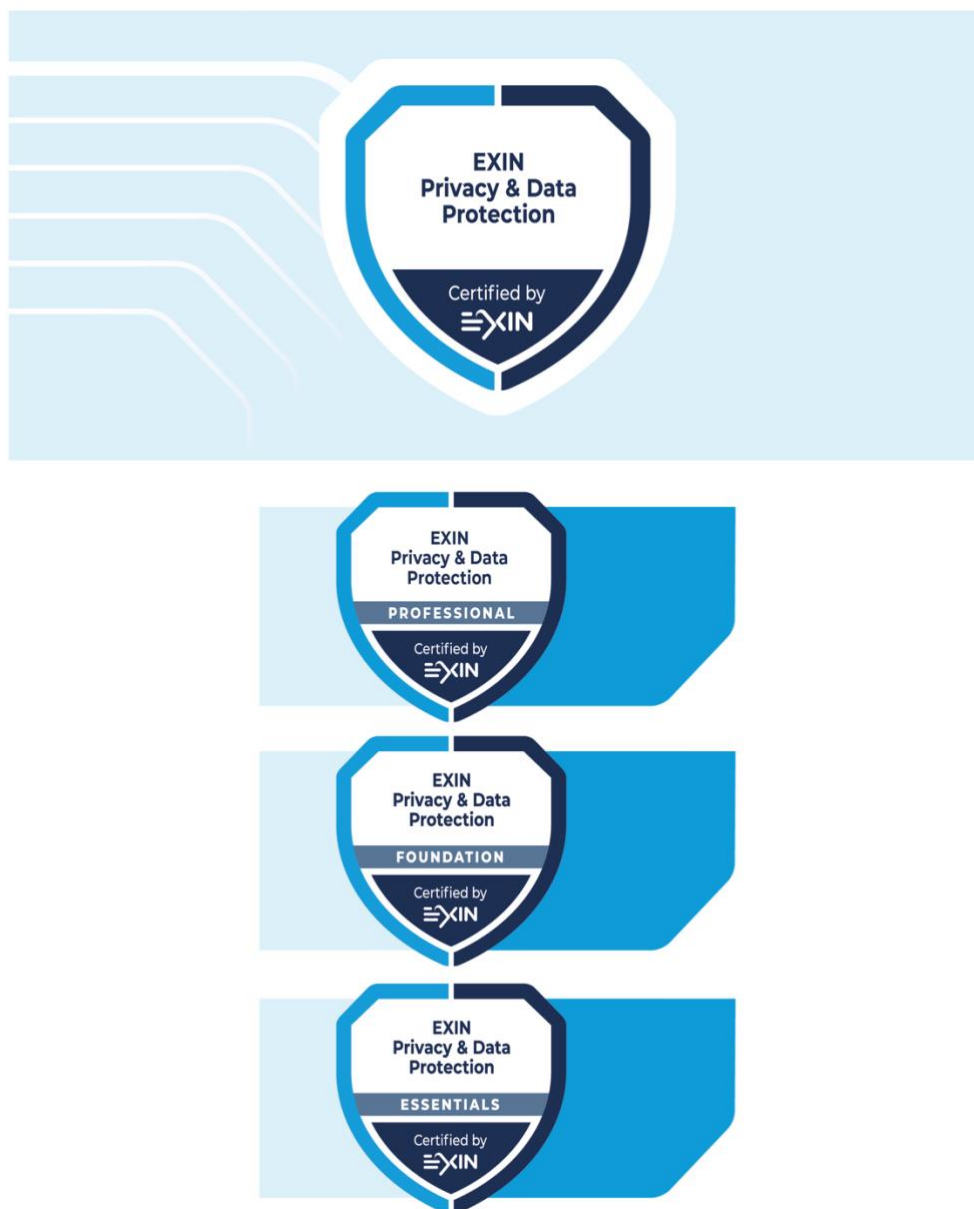 EXIN
Privacy & Data
Protection
Certified by
EXIN
EXIN
Privacy & Data
Protection
PROFESSIONAL
Certified by
EXIN
EXIN
Privacy & Data
Protection
FOUNDATION
Certified by
EXIN
EXIN
Privacy & Data
Protection
ESSENTIALS
Certified by
EXIN